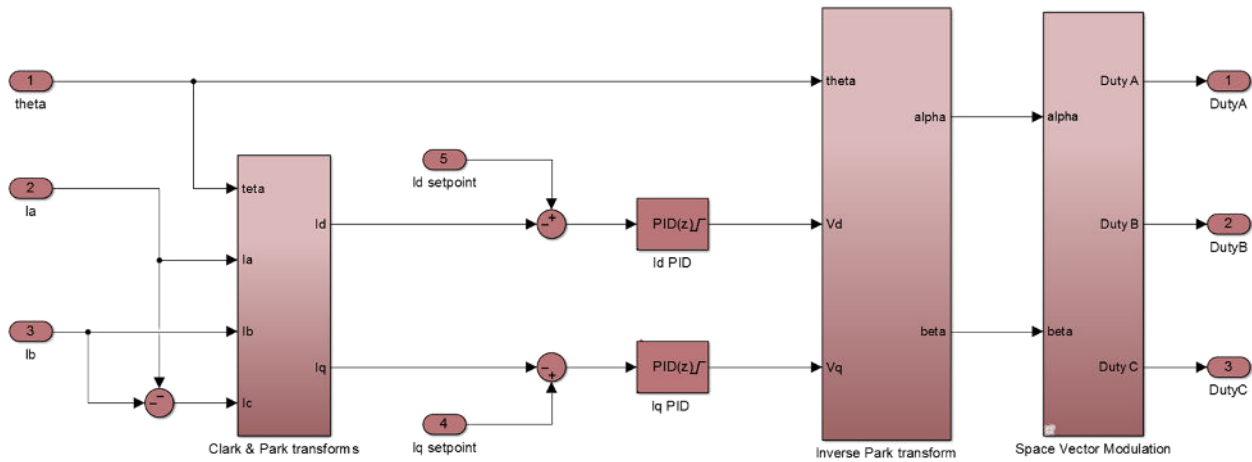 1
theta
2
Ia
3
Ib
teta
Ia
Ib
Ic
Id
Iq
Clark & Park transforms
5
Id setpoint
4
Iq setpoint
− +
− +
− −
PID(z)
Id PID
PID(z)
Iq PID
theta
Vd
Vq
alpha
beta
Inverse Park transform
alpha
beta
Duty A
Duty B
Duty C
Space Vector Modulation
1
DutyA
2
DutyB
3
DutyC